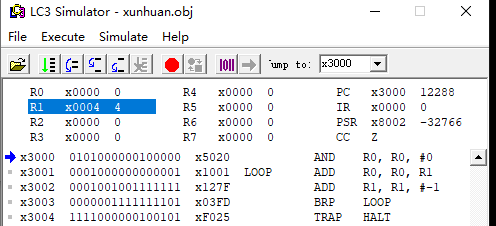 LC3 Simulator - xunhuan.obj
File Execute Simulate Help
Jump to: x3000
R0 x0000 0 R4 x0000 0 PC x3000 12288
R1 x0004 4 R5 x0000 0 IR x0000 0
R2 x0000 0 R6 x0000 0 PSR x8002 -32766
R3 x0000 0 R7 x0000 0 CC Z
x3000 0101000000100000 x5020 AND R0, R0, #0
x3001 0001000000000001 x1001 LOOP ADD R0, R0, R1
x3002 0001001001111111 x127F ADD R1, R1, #-1
x3003 0000001111111101 x03FD BRP LOOP
x3004 1111000000100101 xF025 TRAP HALT